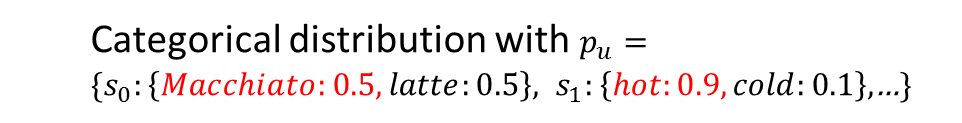 Categorical distribution with pᵤ =
{s₀: {Macchiato: 0.5, latte: 0.5}, s₁: {hot: 0.9, cold: 0.1},…}